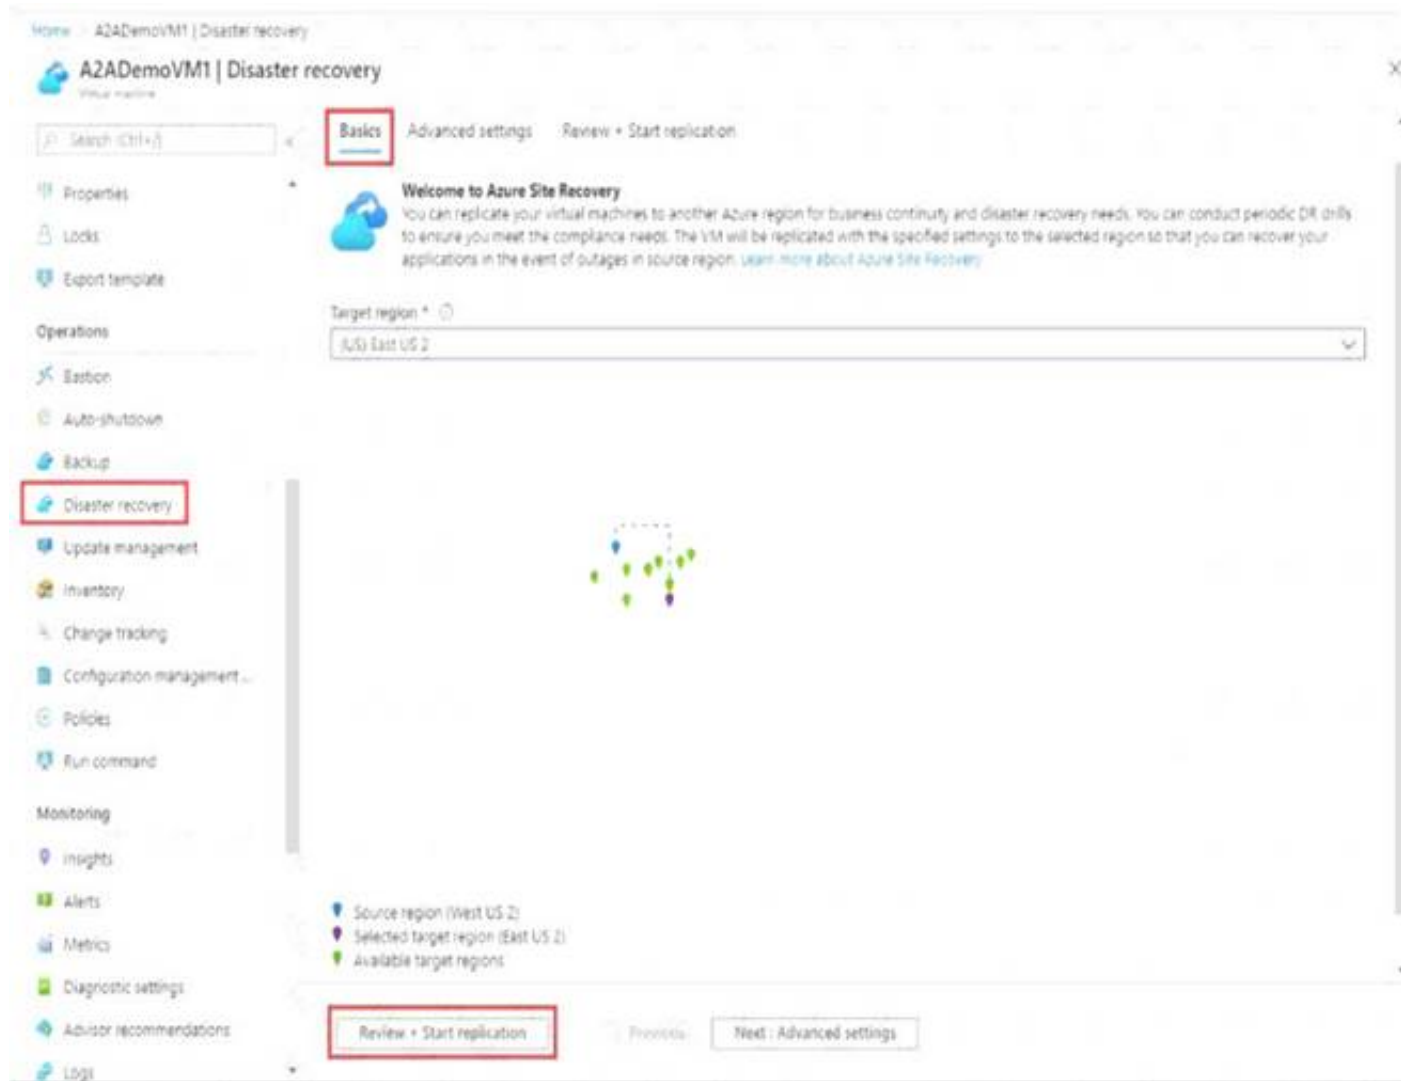 Home > A2ADemoVM1 | Disaster recovery
A2ADemoVM1 | Disaster recovery
Virtual machine
Search (Ctrl+/)
Properties
Locks
Export template
Operations
Bastion
Auto-shutdown
Backup
Disaster recovery
Update management
Inventory
Change tracking
Configuration management ...
Policies
Run command
Monitoring
Insights
Alerts
Metrics
Diagnostic settings
Advisor recommendations
Logs
Basics Advanced settings Review + Start replication
Welcome to Azure Site Recovery
You can replicate your virtual machines to another Azure region for business continuity and disaster recovery needs. You can conduct periodic DR drills
to ensure you meet the compliance needs. The VM will be replicated with the specified settings to the selected region so that you can recover your
applications in the event of outages in source region. Learn more about Azure Site Recovery
Target region *
(US) East US 2
Source region (West US 2)
Selected target region (East US 2)
Available target regions
Review + Start replication Previous Next : Advanced settings